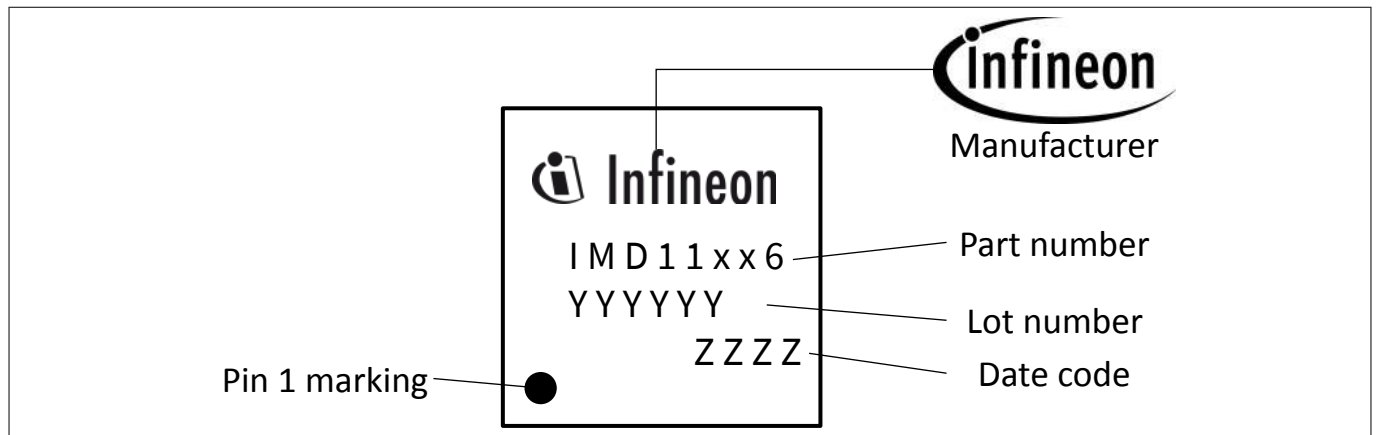 infineon
Manufacturer
Infineon
IMD11xx6
Part number
YYYYYY
Lot number
ZZZZ
Date code
Pin 1 marking